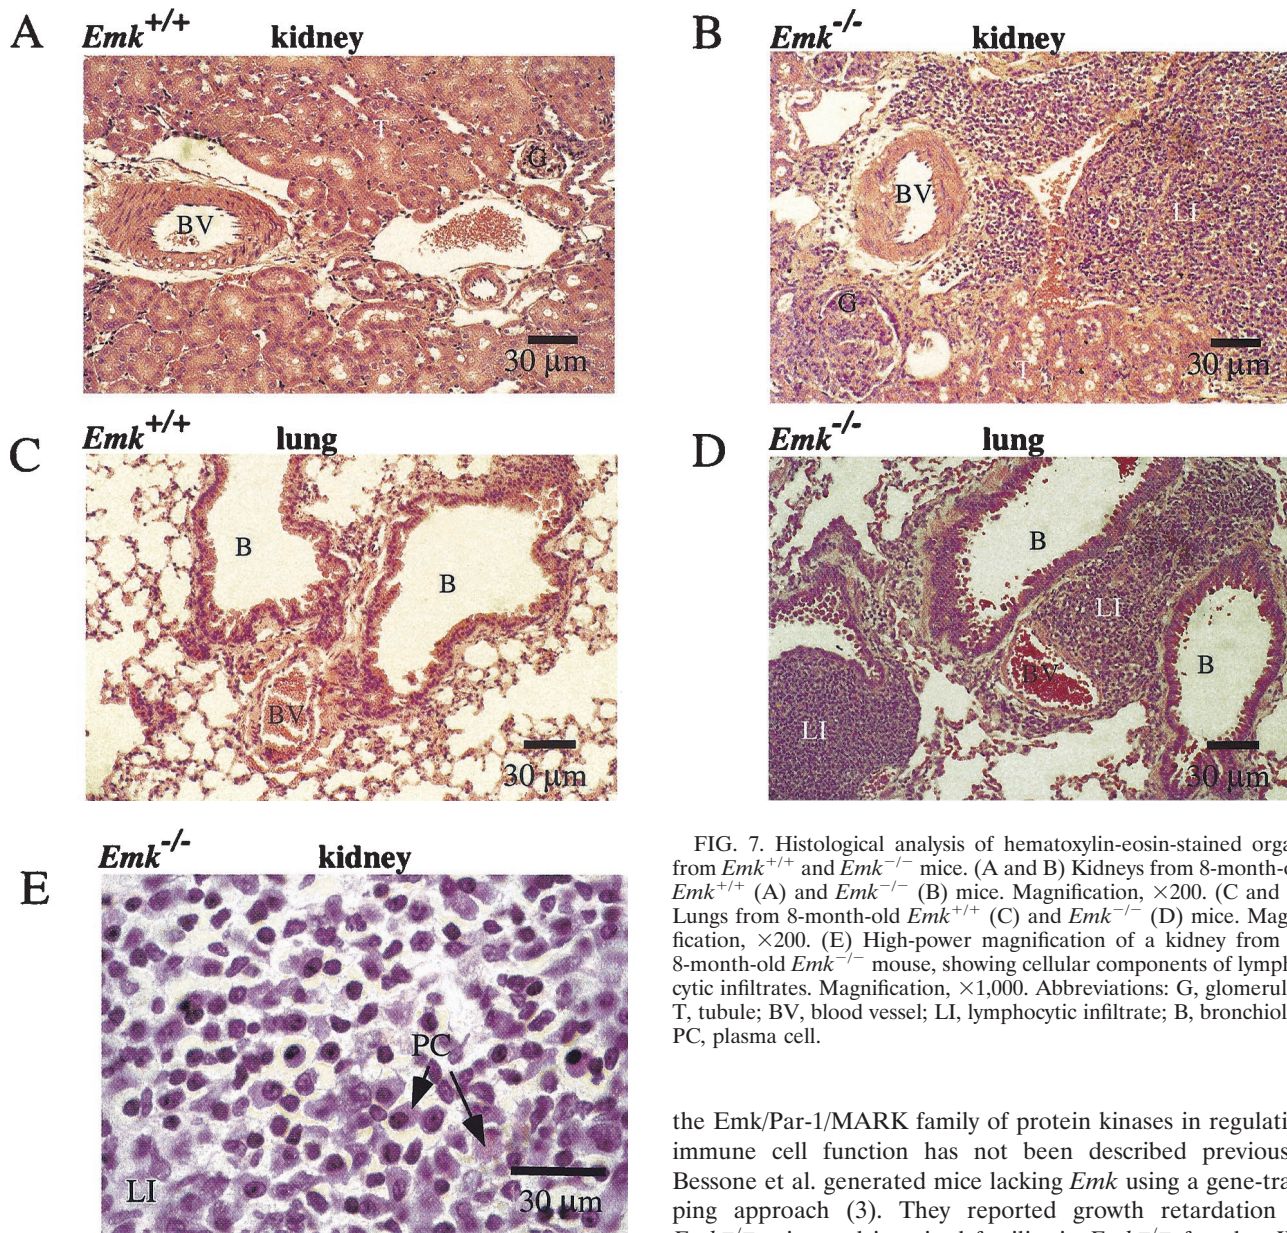 A
Emk+/+ kidney
T
G
BV
30 µm
B
Emk-/- kidney
BV
LI
G
T
30 µm
C
Emk+/+ lung
B
B
BV
30 µm
D
Emk-/- lung
B
LI
BV
B
LI
30 µm
E
Emk-/- kidney
PC
LI
30 µm
FIG. 7. Histological analysis of hematoxylin-eosin-stained orga
from Emk+/+ and Emk−/− mice. (A and B) Kidneys from 8-month-o
Emk+/+ (A) and Emk−/− (B) mice. Magnification, ×200. (C and
Lungs from 8-month-old Emk+/+ (C) and Emk−/− (D) mice. Mag
fication, ×200. (E) High-power magnification of a kidney from
8-month-old Emk−/− mouse, showing cellular components of lymph
cytic infiltrates. Magnification, ×1,000. Abbreviations: G, glomerul
T, tubule; BV, blood vessel; LI, lymphocytic infiltrate; B, bronchiol
PC, plasma cell.
the Emk/Par-1/MARK family of protein kinases in regulati
immune cell function has not been described previous
Bessone et al. generated mice lacking Emk using a gene-tra
ping approach (3). They reported growth retardation